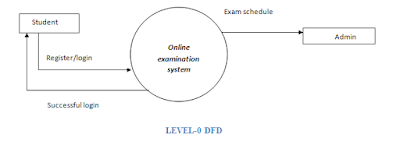 Student
Exam schedule
Admin
Online
examination
system
Register/login
Successful login
LEVEL-0 DFD